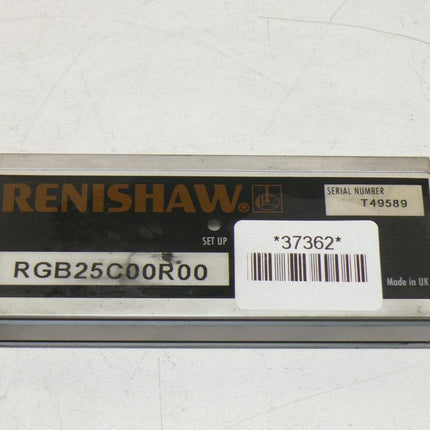 RENISHAW®
SERIAL NUMBER
T49589
SET UP
*37362*
RGB25C00R00
Made in UK